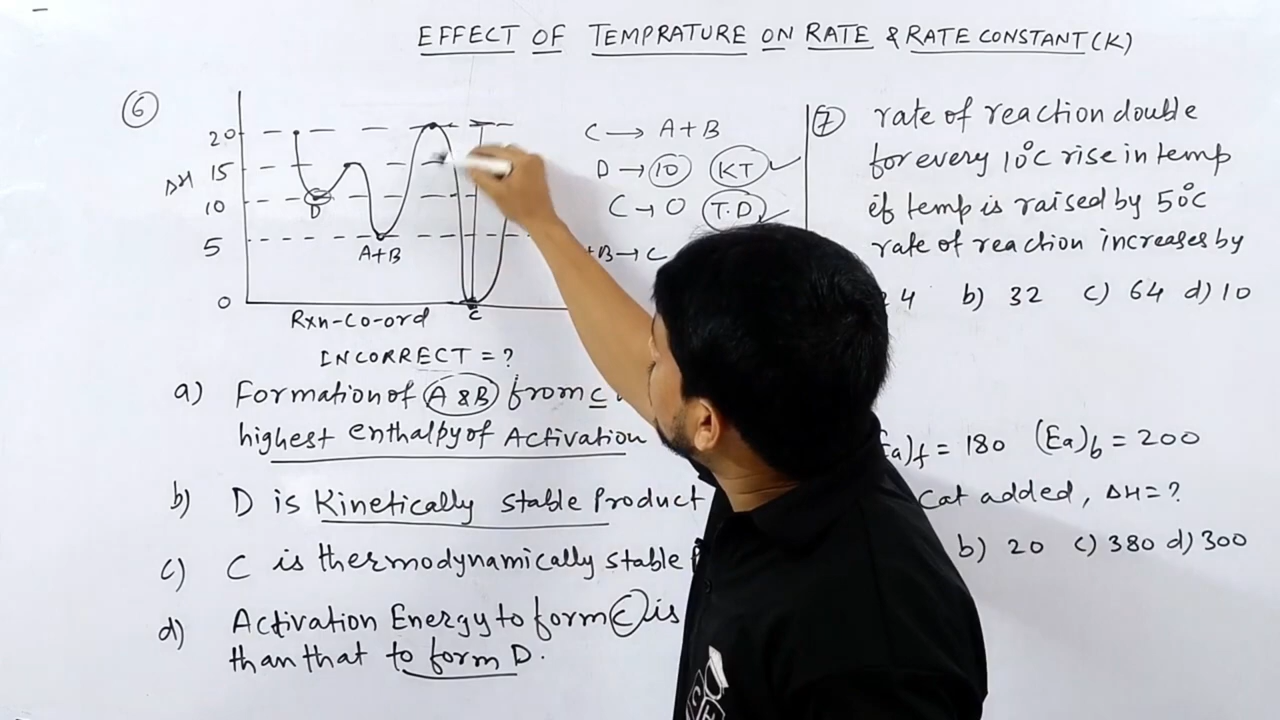 EFFECT OF TEMPRATURE ON RATE & RATE CONSTANT (K)
6
20
15
ΔH
10
5
0
D
A+B
C
Rxn-Co-ord
C → A+B
D → 10 KT
C → 0 T.D
+B → C
INCORRECT = ?
a) Formation of A & B from C
highest enthalpy of Activation
b) D is Kinetically stable Product
c) C is thermodynamically stable
d) Activation Energy to form C is
than that to form D.
7 rate of reaction double
for every 10°C rise in temp
if temp is raised by 50°C
rate of reaction increases by
24 b) 32 c) 64 d) 10
Ea)f = 180 (Ea)b = 200
Cat added, ΔH = ?
b) 20 c) 380 d) 300